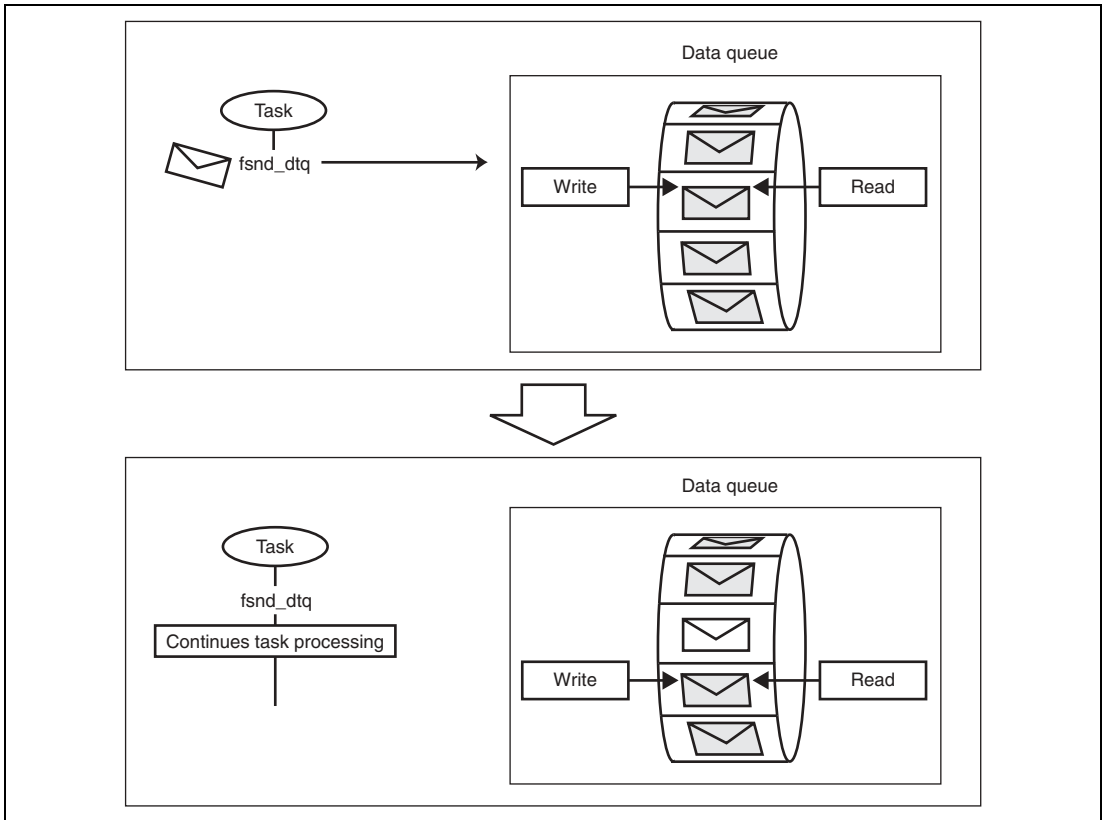 Data queue
Task
fsnd_dtq
Write
Read
Data queue
Task
fsnd_dtq
Continues task processing
Write
Read